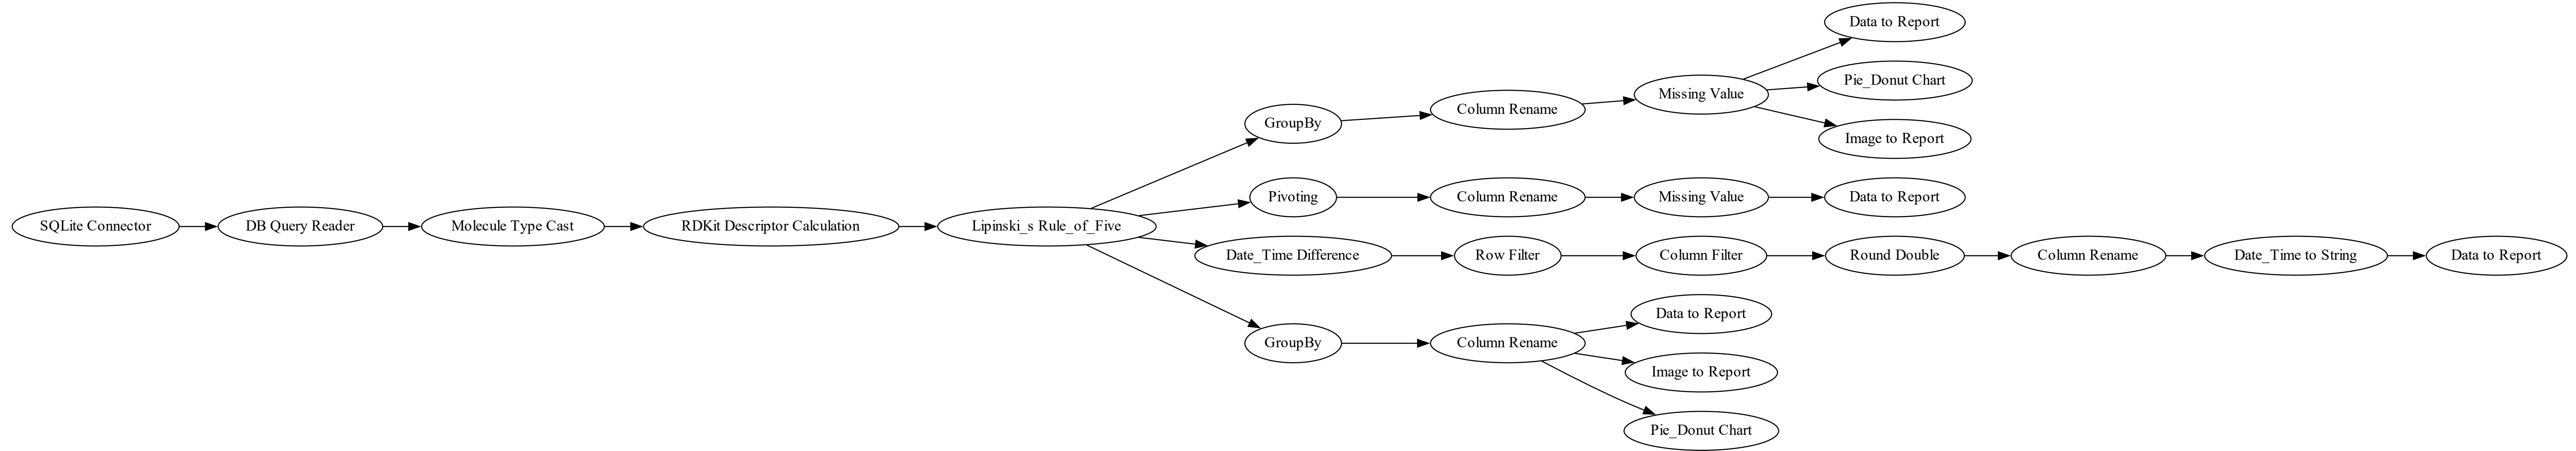 Data to Report
Pie_Donut Chart
Missing Value
Column Rename
GroupBy
Image to Report
Pivoting
Column Rename
Missing Value
Data to Report
SQLite Connector
DB Query Reader
Molecule Type Cast
RDKit Descriptor Calculation
Lipinski_s Rule_of_Five
Date_Time Difference
Row Filter
Column Filter
Round Double
Column Rename
Date_Time to String
Data to Report
Data to Report
GroupBy
Column Rename
Image to Report
Pie_Donut Chart